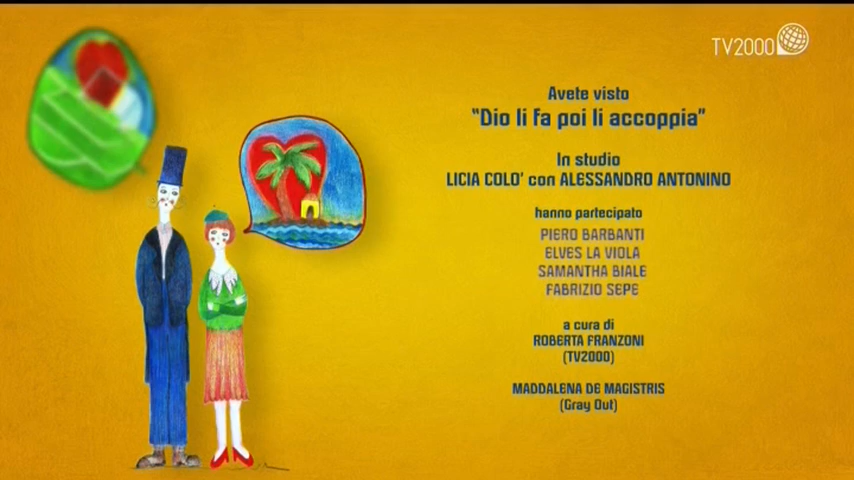 TV2000
Avete visto
"Dio li fa poi li accoppia"
In studio
LICIA COLO' con ALESSANDRO ANTONINO
hanno partecipato
PIERO BARBANTI
ELVES LA VIOLA
SAMANTHA BIALE
FABRIZIO SEPE
a cura di
ROBERTA FRANZONI
(TV2000)
MADDALENA DE MAGISTRIS
(Gray Out)